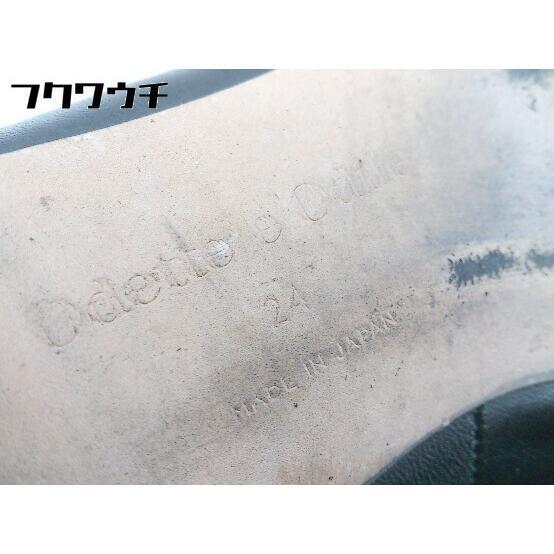 フクワウチ
Odette e Odile
24
MADE IN JAPAN